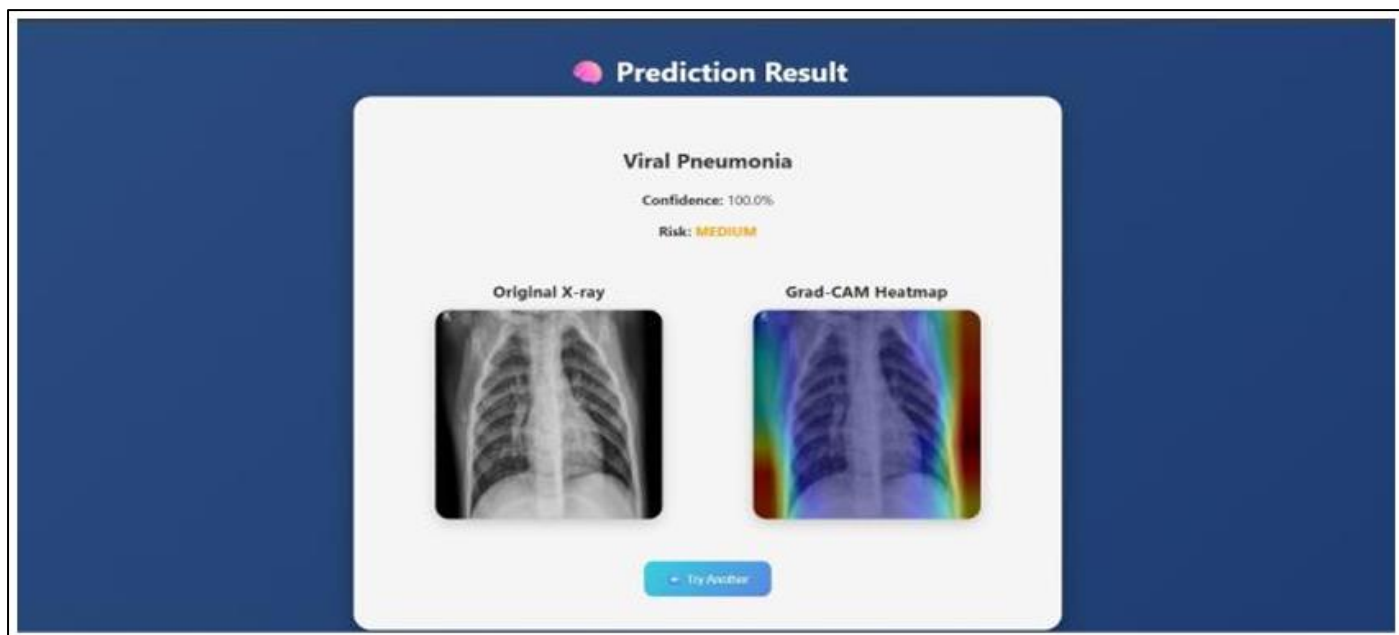 Prediction Result
Viral Pneumonia
Confidence: 100.0%
Risk: MEDIUM
Original X-ray
Grad-CAM Heatmap
Try Another